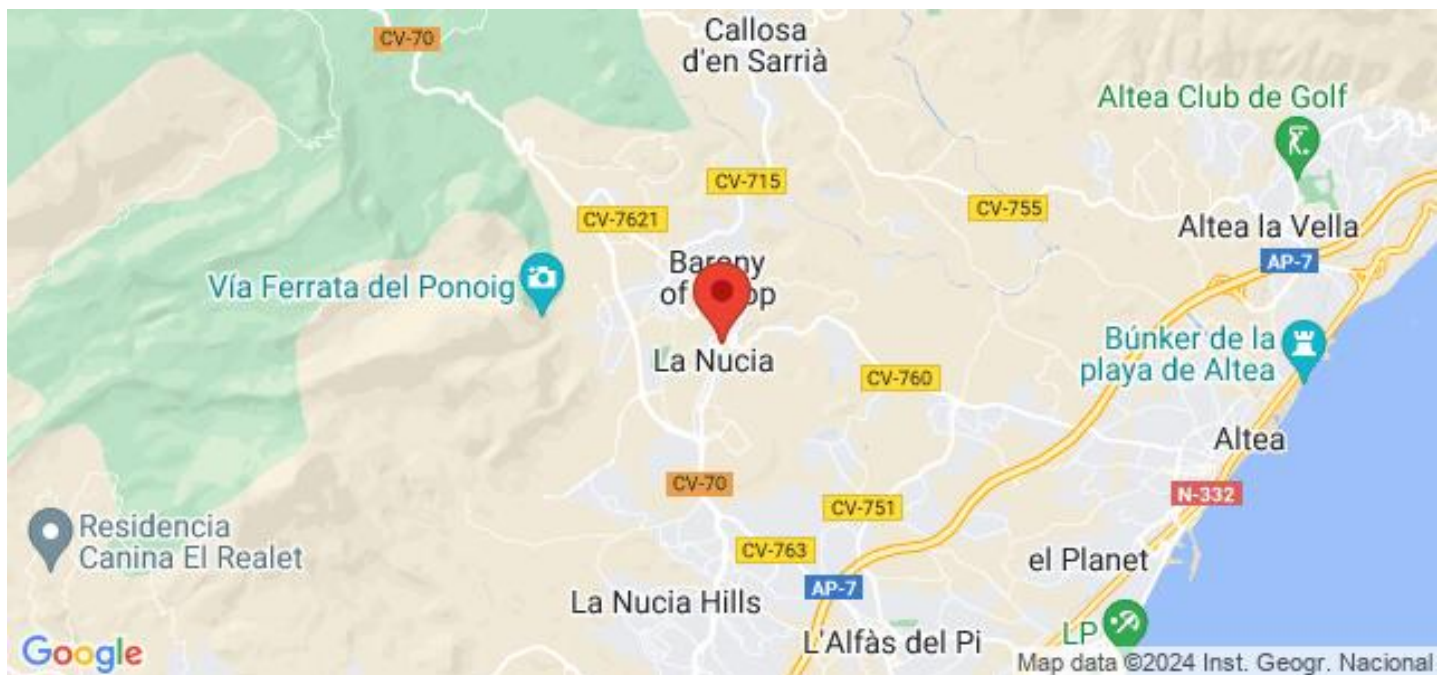 CV-70
Callosa
d'en Sarrià
Altea Club de Golf
CV-715
CV-755
CV-7621
Altea la Vella
AP-7
Barony
Vía Ferrata del Ponoig
of
Búnker de la
playa de Altea
La Nucia
CV-760
Altea
CV-70
N-332
CV-751
Residencia
Canina El Realet
CV-763
el Planet
AP-7
La Nucia Hills
LP
L'Alfàs del Pi
Google
Map data ©2024 Inst. Geogr. Nacional